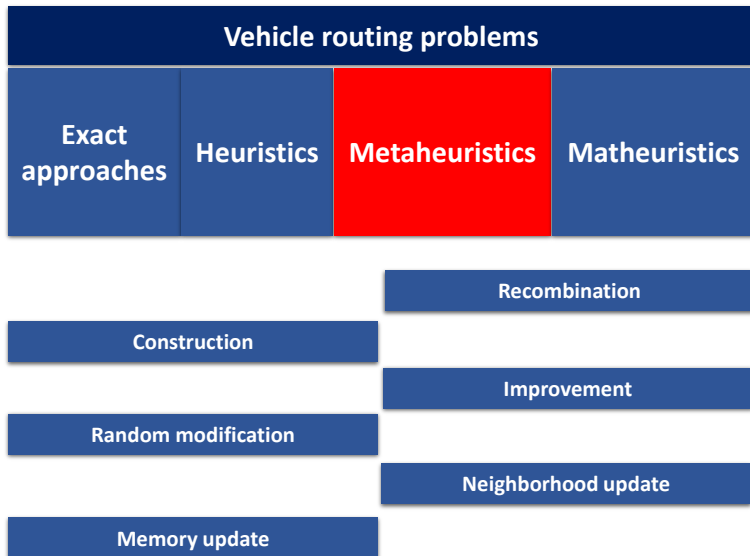 Vehicle routing problems
Exact
approaches
Heuristics
Metaheuristics
Matheuristics
Recombination
Construction
Improvement
Random modification
Neighborhood update
Memory update